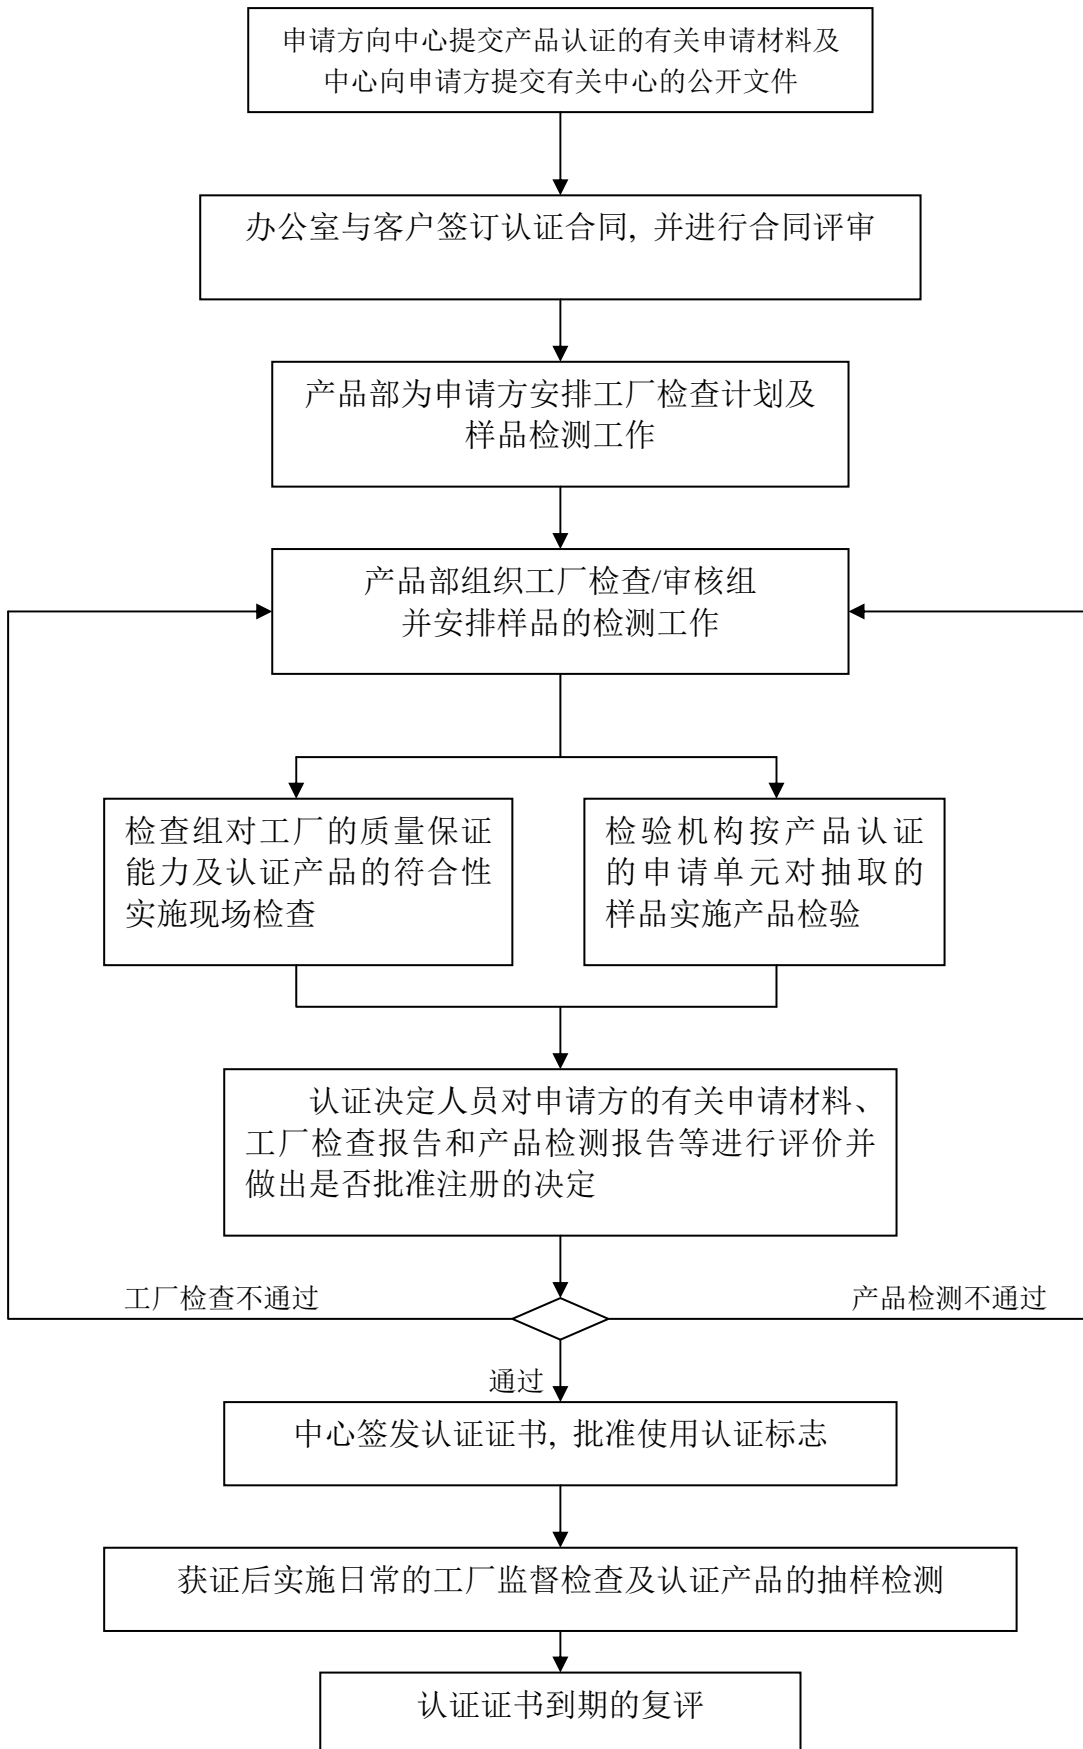 申请方向中心提交产品认证的有关申请材料及
中心向申请方提交有关中心的公开文件
办公室与客户签订认证合同, 并进行合同评审
产品部为申请方安排工厂检查计划及
样品检测工作
产品部组织工厂检查/审核组
并安排样品的检测工作
检查组对工厂的质量保证
能力及认证产品的符合性
实施现场检查
检验机构按产品认证
的申请单元对抽取的
样品实施产品检验
认证决定人员对申请方的有关申请材料、
工厂检查报告和产品检测报告等进行评价并
做出是否批准注册的决定
工厂检查不通过
产品检测不通过
通过
中心签发认证证书, 批准使用认证标志
获证后实施日常的工厂监督检查及认证产品的抽样检测
认证证书到期的复评